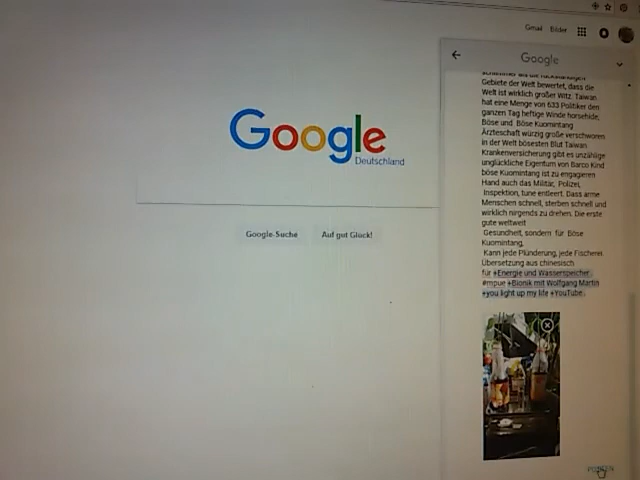 Gmail Bilder
Google
Google
Deutschland
Google-Suche Auf gut Glück!
Gebiete der Welt bewertet, dass die
Welt ist wirklich großer Witz. Taiwan
hat eine Menge von 633 Politiker den
ganzen Tag heftige Winde horsehide,
Böse und Böse Kuomintang
Ärzteschaft würzig große verschworen
in der Welt bösesten Blut Taiwan
Krankenversicherung gibt es unzählige
unglückliche Eigentum von Barco Kind
böse Kuomintang ist zu engagieren
Hand auch das Militär, Polizei,
Inspektion, tune entleert. Dass arme
Menschen schnell, sterben schnell und
wirklich nirgends zu drehen. Die erste
gute weltweit
Gesundheit, sondern für Böse
Kuomintang,
Kann jede Plünderung, jede Fischerei.
Übersetzung aus chinesisch
für +Energie und Wasserspeicher
#mpue +Bionik mit Wolfgang Martin
+you light up my life +YouTube
POSTEN